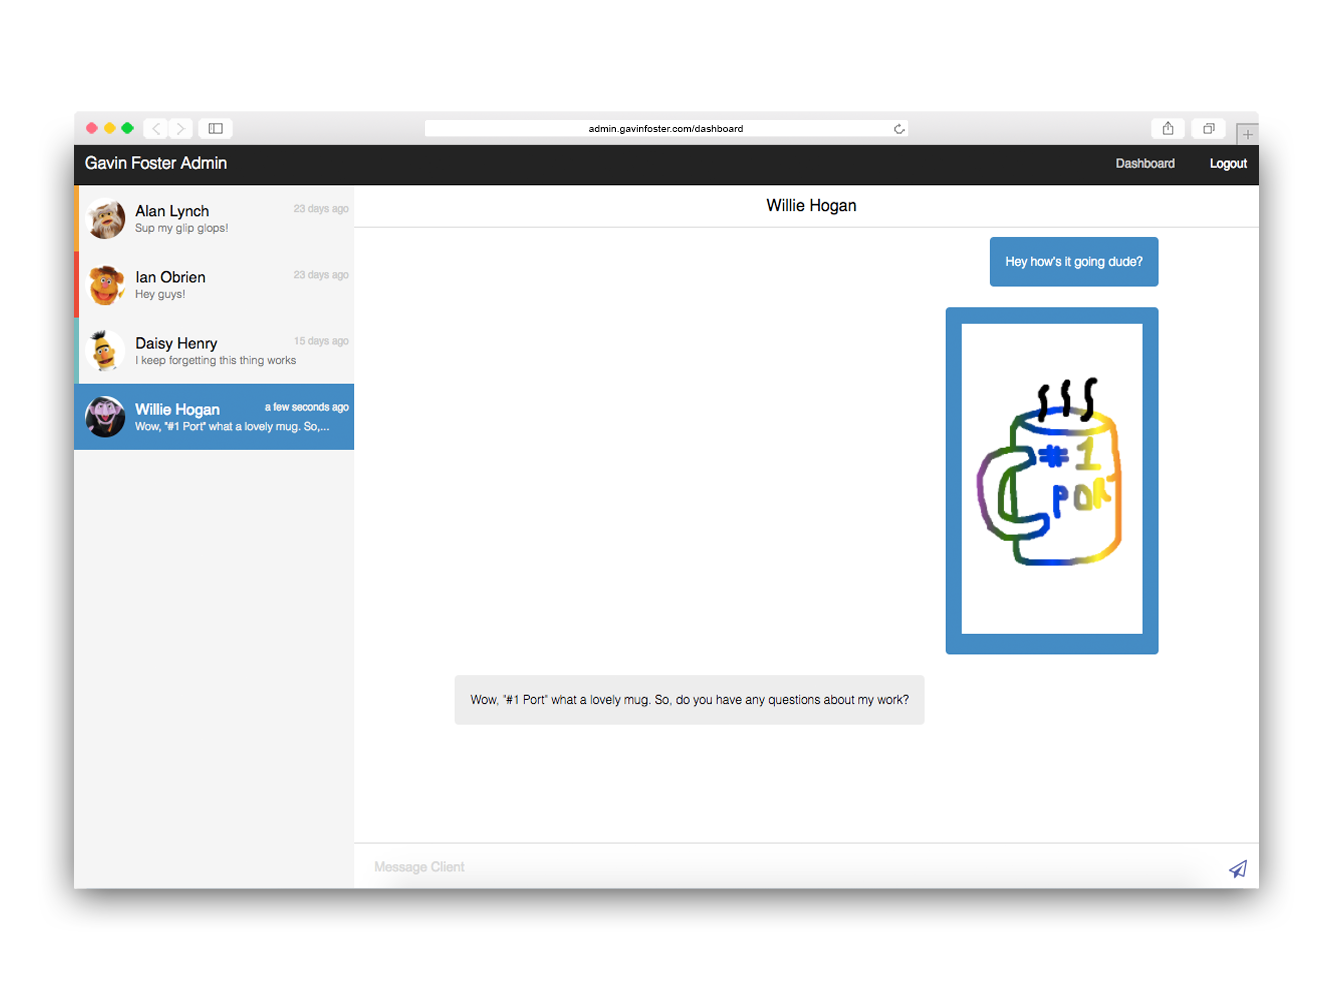 admin.gavinfoster.com/dashboard
Gavin Foster Admin
Dashboard
Logout
Alan Lynch
23 days ago
Sup my glip glops!
Ian Obrien
23 days ago
Hey guys!
Daisy Henry
15 days ago
I keep forgetting this thing works
Willie Hogan
a few seconds ago
Wow, "#1 Port" what a lovely mug. So,...
Willie Hogan
Hey how's it going dude?
#1
PORT
Wow, "#1 Port" what a lovely mug. So, do you have any questions about my work?
Message Client